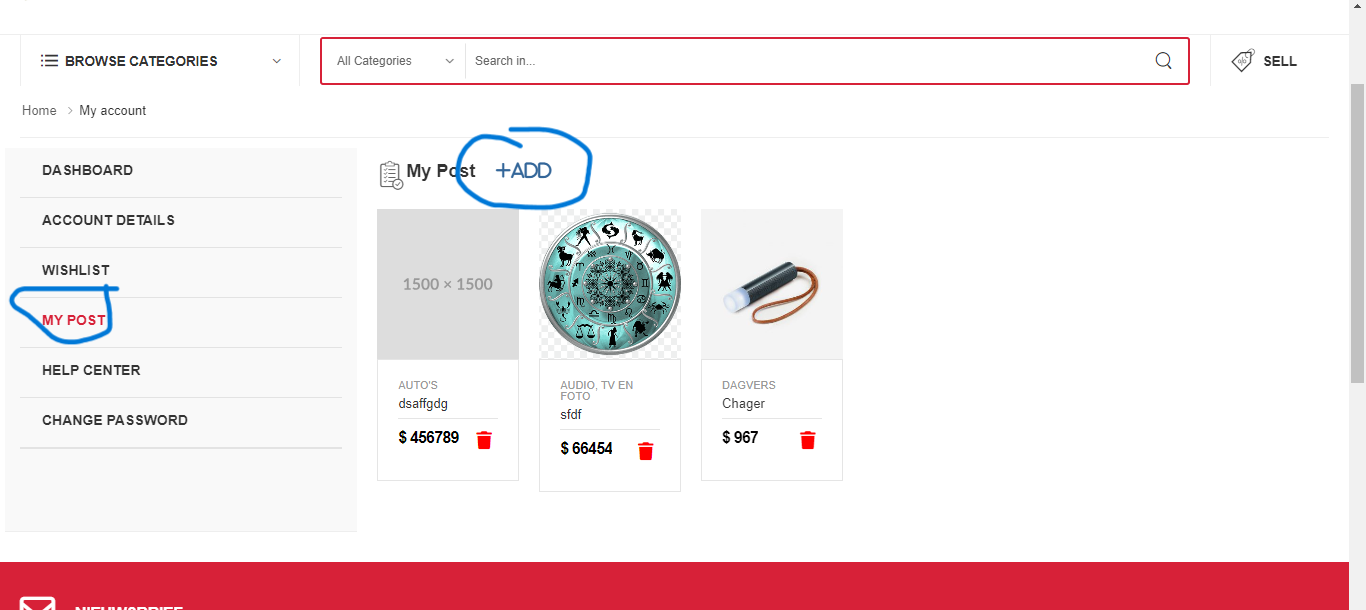 BROWSE CATEGORIES
All Categories
Search in...
SELL
Home
My account
DASHBOARD
ACCOUNT DETAILS
WISHLIST
MY POST
HELP CENTER
CHANGE PASSWORD
My Post +ADD
1500 × 1500
AUTO'S
dsaffgdg
$ 456789
AUDIO, TV EN
FOTO
sfdf
$ 66454
DAGVERS
Chager
$ 967
NIEUWSBRIEF